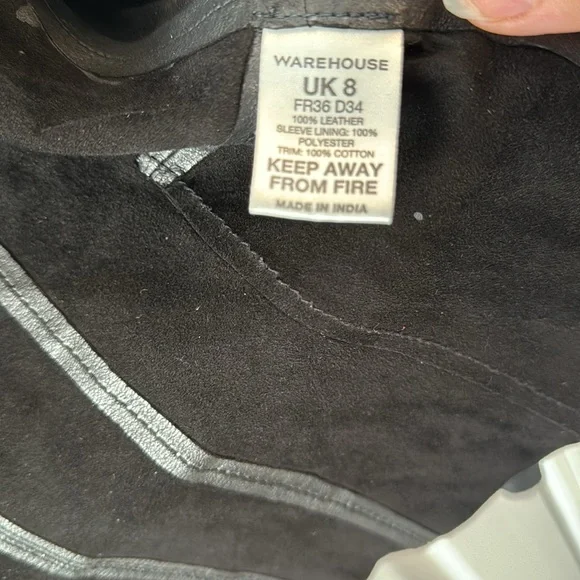 WAREHOUSE
UK 8
FR36 D34
100% LEATHER
SLEEVE LINING: 100%
POLYESTER
TRIM: 100% COTTON
KEEP AWAY
FROM FIRE
MADE IN INDIA